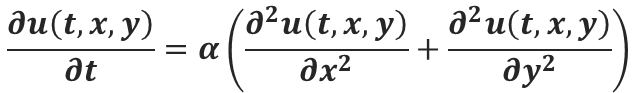 ∂u(t, x, y)/∂t = α(∂²u(t, x, y)/∂x² + ∂²u(t, x, y)/∂y²)